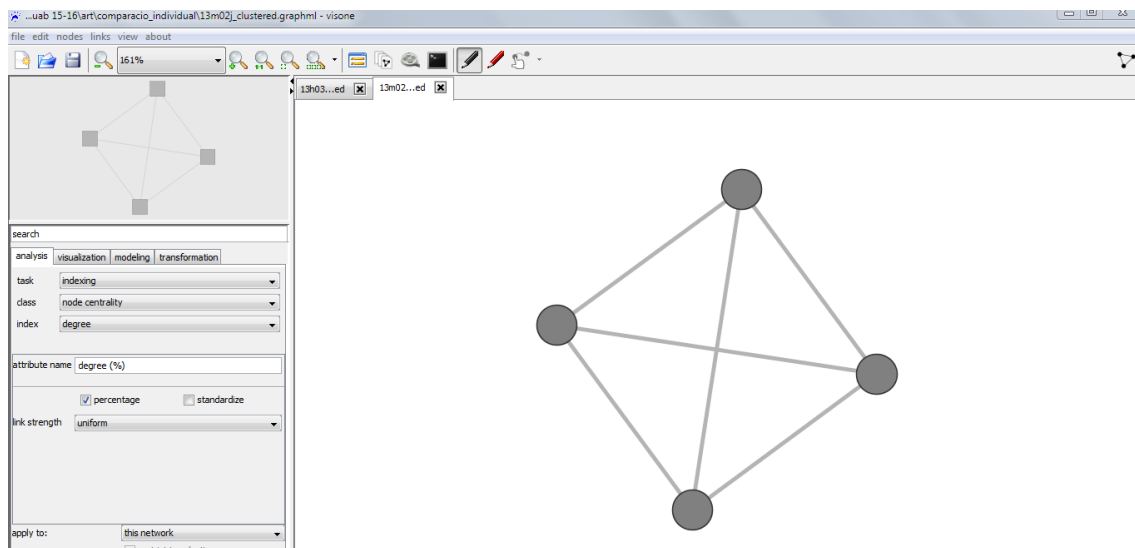 ...uab 15-16\art\comparacio_individual\13m02j_clustered.graphml - visone
file edit nodes links view about
161%
13h03...ed 13m02...ed
search
analysis visualization modeling transformation
task indexing
class node centrality
index degree
attribute name degree (%)
percentage standardize
link strength uniform
apply to: this network